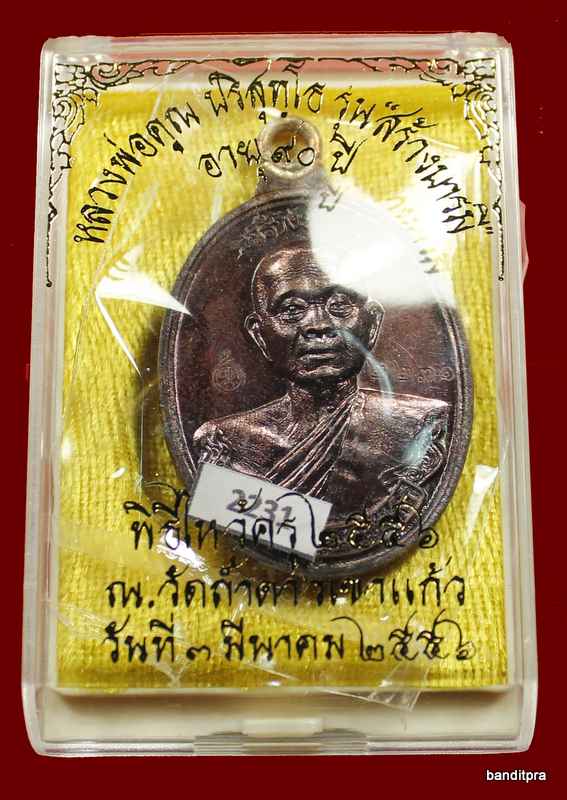 หลวงพ่อคูณ ปริสุทฺโธ รุ่นสร้างบารมี
อายุ ๙๐ ปี
2231
พิธีไหว้ครู ๒๕๕๖
ณ.วัดถ้ำดาวเขาแก้ว
วันที่ ๓ มีนาคม ๒๕๕๖
banditpra